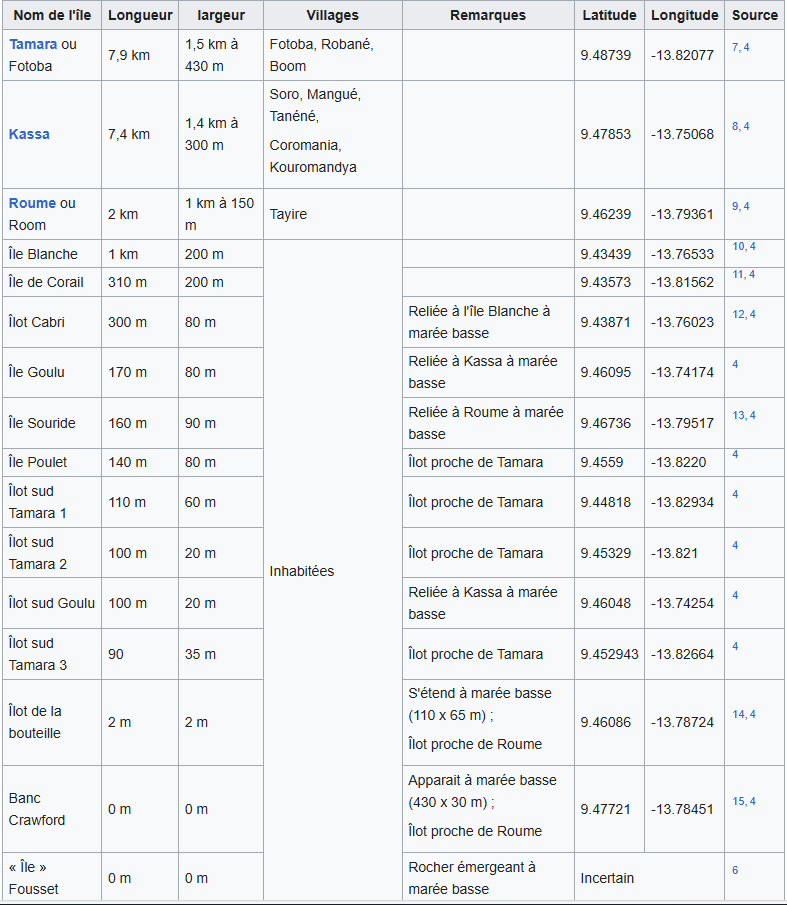 Nom de l'île Longueur largeur Villages Remarques Latitude Longitude Source
Tamara ou Fotoba 7,9 km 1,5 km à 430 m Fotoba, Robané, Boom 9.48739 -13.82077 7, 4
Kassa 7,4 km 1,4 km à 300 m Soro, Mangué, Tanéné, Coromania, Kouromandya 9.47853 -13.75068 8, 4
Roume ou Room 2 km 1 km à 150 m Tayire 9.46239 -13.79361 9, 4
Île Blanche 1 km 200 m Inhabitées 9.43439 -13.76533 10, 4
Île de Corail 310 m 200 m 9.43573 -13.81562 11, 4
Îlot Cabri 300 m 80 m Reliée à l'île Blanche à marée basse 9.43871 -13.76023 12, 4
Île Goulu 170 m 80 m Reliée à Kassa à marée basse 9.46095 -13.74174 4
Île Souride 160 m 90 m Reliée à Roume à marée basse 9.46736 -13.79517 13, 4
Île Poulet 140 m 80 m Îlot proche de Tamara 9.4559 -13.8220 4
Îlot sud Tamara 1 110 m 60 m Îlot proche de Tamara 9.44818 -13.82934 4
Îlot sud Tamara 2 100 m 20 m Îlot proche de Tamara 9.45329 -13.821 4
Îlot sud Goulu 100 m 20 m Reliée à Kassa à marée basse 9.46048 -13.74254 4
Îlot sud Tamara 3 90 35 m Îlot proche de Tamara 9.452943 -13.82664 4
Îlot de la bouteille 2 m 2 m S'étend à marée basse (110 x 65 m) ; Îlot proche de Roume 9.46086 -13.78724 14, 4
Banc Crawford 0 m 0 m Apparait à marée basse (430 x 30 m) ; Îlot proche de Roume 9.47721 -13.78451 15, 4
« Île » Fousset 0 m 0 m Rocher émergeant à marée basse Incertain 6